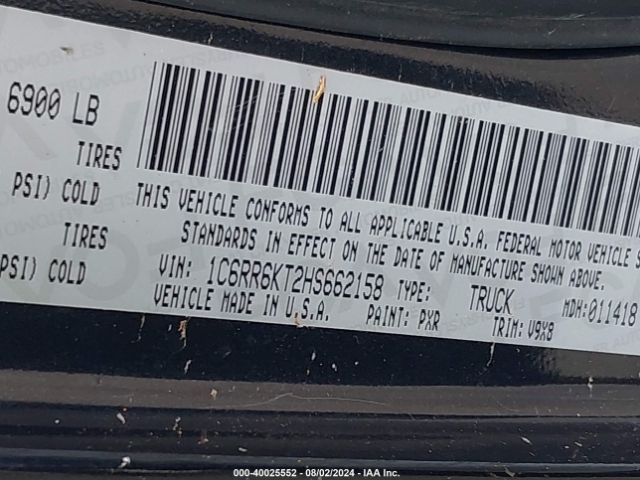 6900 LB
TIRES
PSI) COLD
THIS VEHICLE CONFORMS TO ALL APPLICABLE U.S.A. FEDERAL MOTOR VEHICLE S
TIRES
STANDARDS IN EFFECT ON THE DATE OF MANUFACTURE SHOWN ABOVE.
PSI) COLD
VIN: 1C6RR6KT2HS662158 TYPE: TRUCK MDH:011418
VEHICLE MADE IN U.S.A. PAINT: PXR TRIM: V9X8
000-40025552 - 08/02/2024 - IAA Inc.